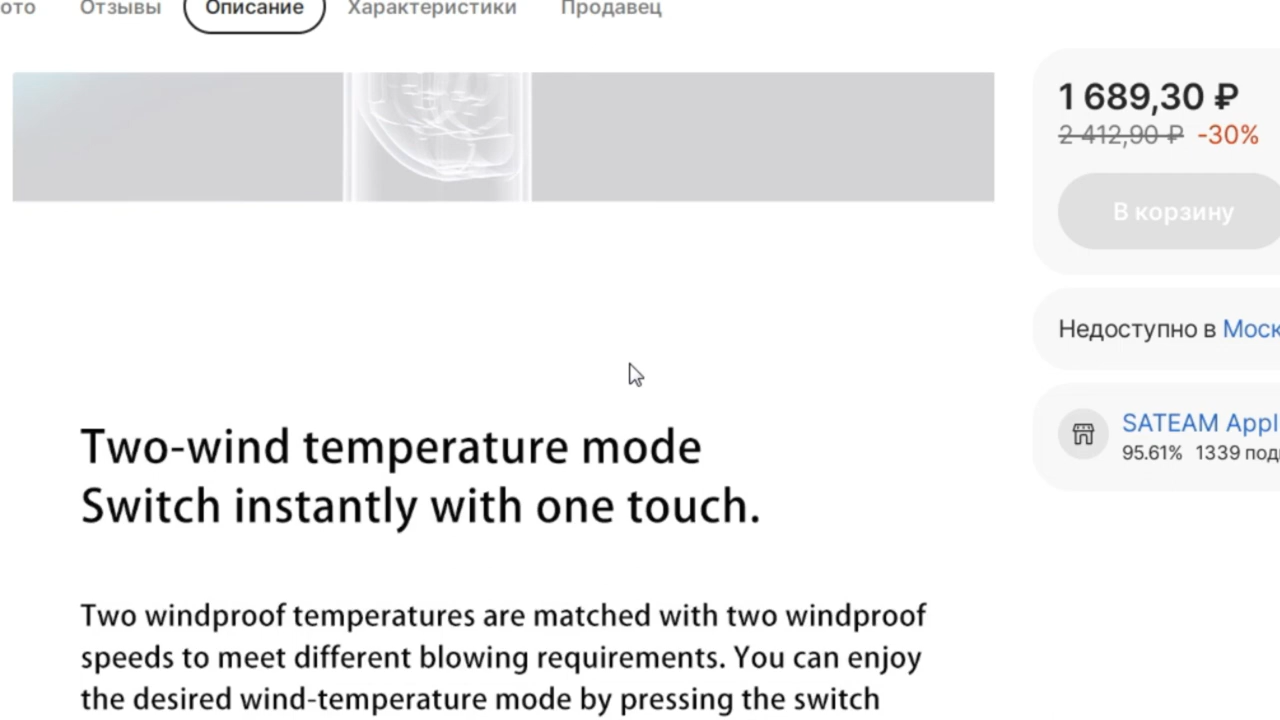 ото Отзывы Описание Характеристики Продавец
1 689,30 ₽
2 412,90 ₽ -30%
В корзину
Недоступно в Моск
SATEAM Appl
95.61% 1339 под
Two-wind temperature mode
Switch instantly with one touch.
Two windproof temperatures are matched with two windproof
speeds to meet different blowing requirements. You can enjoy
the desired wind-temperature mode by pressing the switch